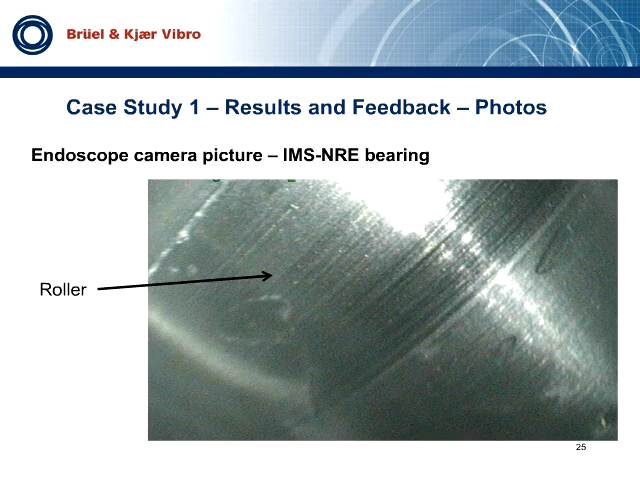 Brüel & Kjær Vibro
Case Study 1 – Results and Feedback – Photos
Endoscope camera picture – IMS-NRE bearing
Roller
25